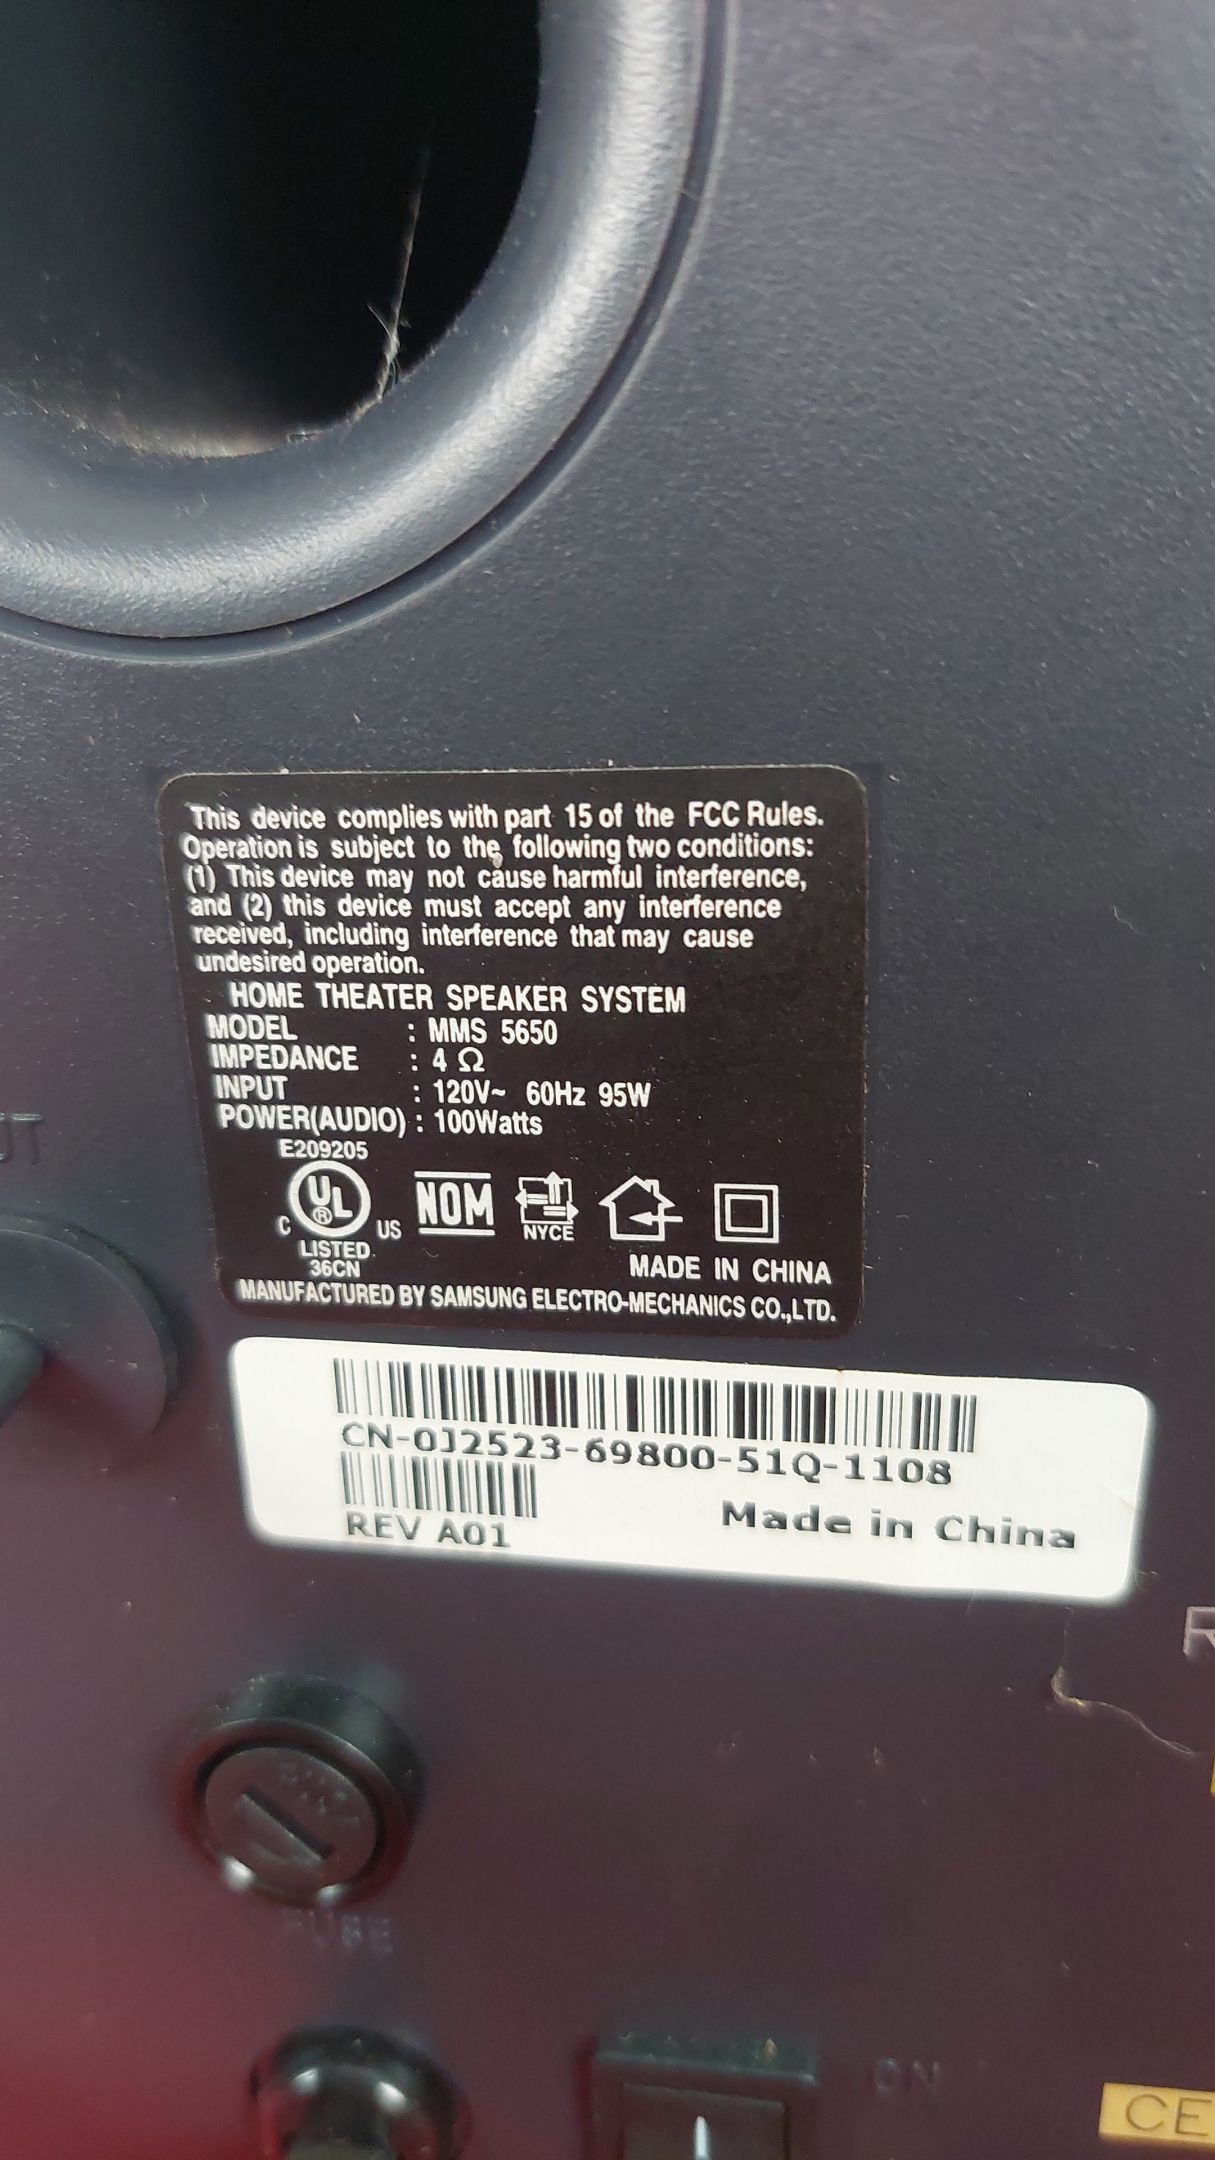 UT
This device complies with part 15 of the FCC Rules.
Operation is subject to the following two conditions:
(1) This device may not cause harmful interference,
and (2) this device must accept any interference
received, including interference that may cause
undesired operation.
HOME THEATER SPEAKER SYSTEM
MODEL : MMS 5650
IMPEDANCE : 4 Ω
INPUT : 120V~ 60Hz 95W
POWER(AUDIO) : 100Watts
E209205
C UL ® US
LISTED
36CN
NOM
NYCE
MADE IN CHINA
MANUFACTURED BY SAMSUNG ELECTRO-MECHANICS CO.,LTD.
CN-0J2523-69800-51Q-1108
REV A01
Made in China
FUSE
ON
CE